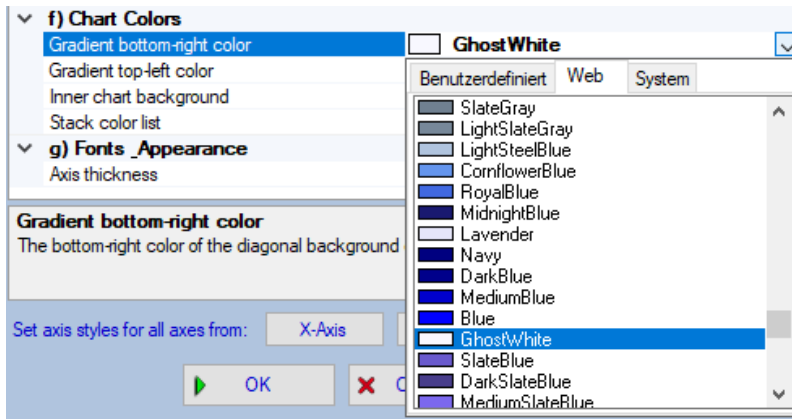 f) Chart Colors
Gradient bottom-right color
GhostWhite
Gradient top-left color
Inner chart background
Stack color list
g) Fonts _Appearance
Axis thickness
Gradient bottom-right color
The bottom-right color of the diagonal background
Set axis styles for all axes from:
X-Axis
OK
C
Benutzerdefiniert
Web
System
SlateGray
LightSlateGray
LightSteelBlue
CornflowerBlue
RoyalBlue
MidnightBlue
Lavender
Navy
DarkBlue
MediumBlue
Blue
GhostWhite
SlateBlue
DarkSlateBlue
MediumSlateBlue